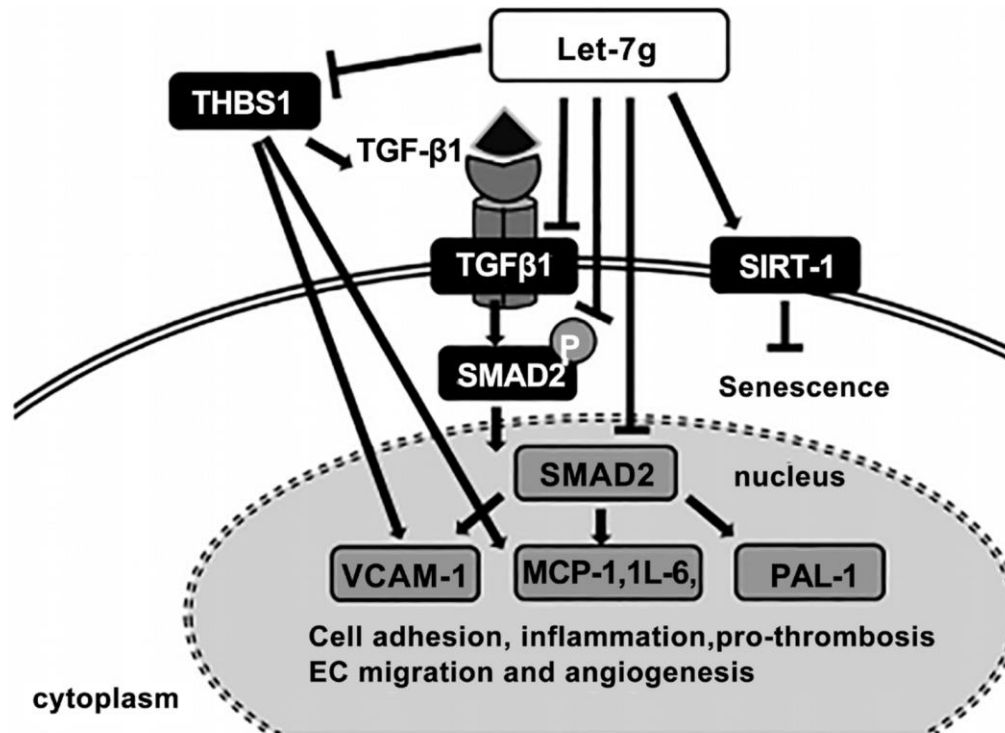 Let-7g
THBS1
TGF-β1
TGFβ1
SIRT-1
P
SMAD2
Senescence
SMAD2
nucleus
VCAM-1
MCP-1,1L-6,
PAL-1
Cell adhesion, inflammation,pro-thrombosis
EC migration and angiogenesis
cytoplasm